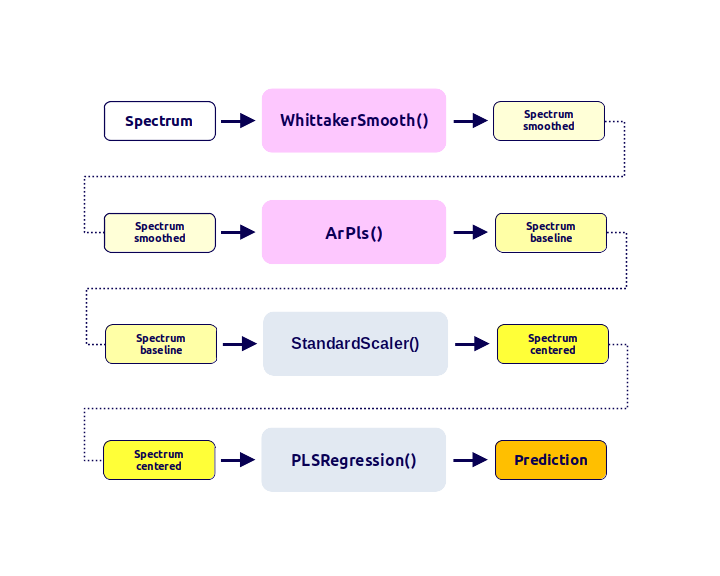 Spectrum
WhittakerSmooth()
Spectrum
smoothed
Spectrum
smoothed
ArPls()
Spectrum
baseline
Spectrum
baseline
StandardScaler()
Spectrum
centered
Spectrum
centered
PLSRegression()
Prediction